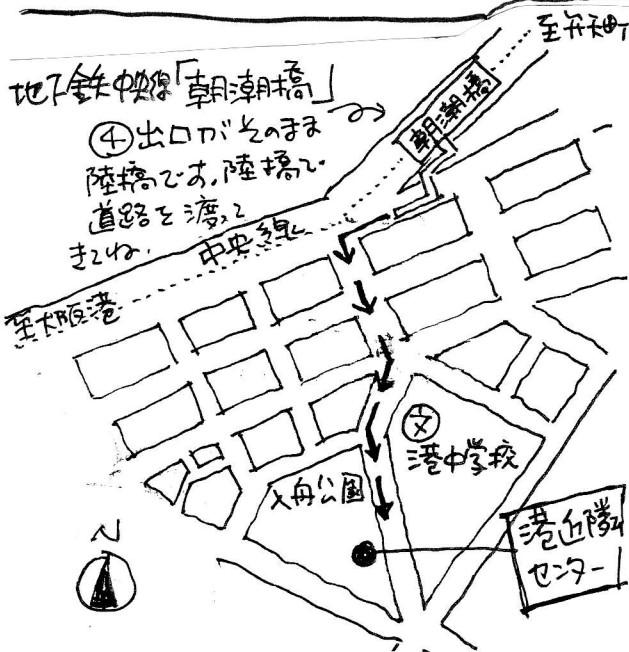 至弁天町
地下鉄中央線「朝潮橋」
朝潮橋
④出口がそのまま
陸橋です。陸橋で
道路を渡って
きてね.
中央線
至大阪港
文
港中学校
入舟公園
港近隣
センター
N